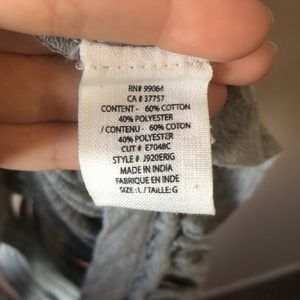 RN# 99064
CA # 37757
CONTENT - 60% COTTON
40% POLYESTER
/ CONTENU - 60% COTON
40% POLYESTER
CUT # E7048C
STYLE # J920ERIG
MADE IN INDIA
FABRIQUE EN INDE
SIZE : L / TAILLE: G